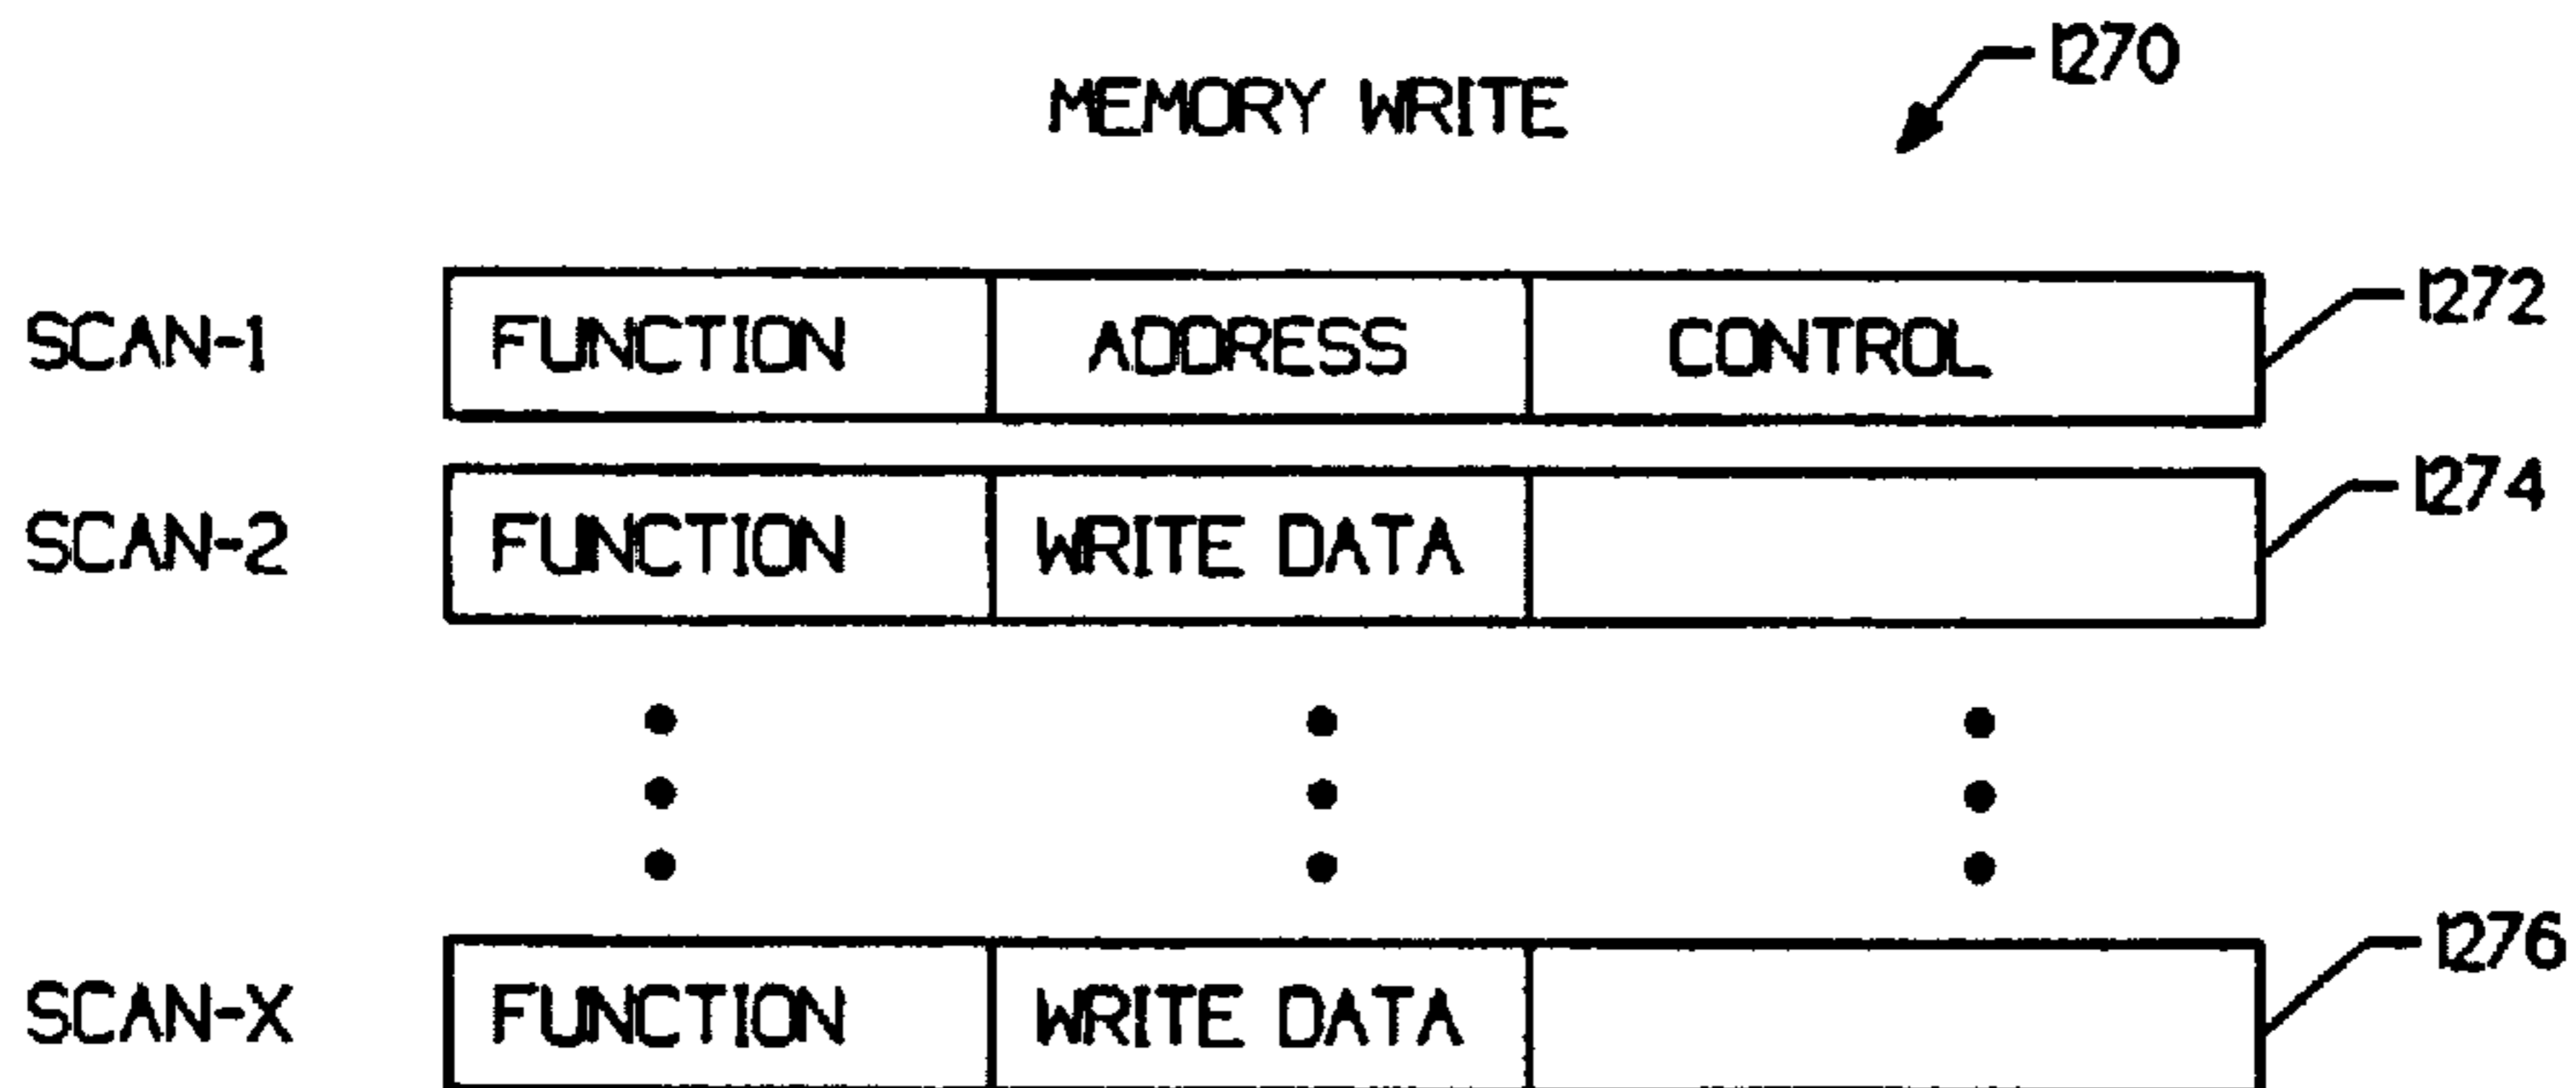 1270
MEMORY WRITE
SCAN-1 FUNCTION ADDRESS CONTROL 1272
SCAN-2 FUNCTION WRITE DATA 1274
SCAN-X FUNCTION WRITE DATA 1276